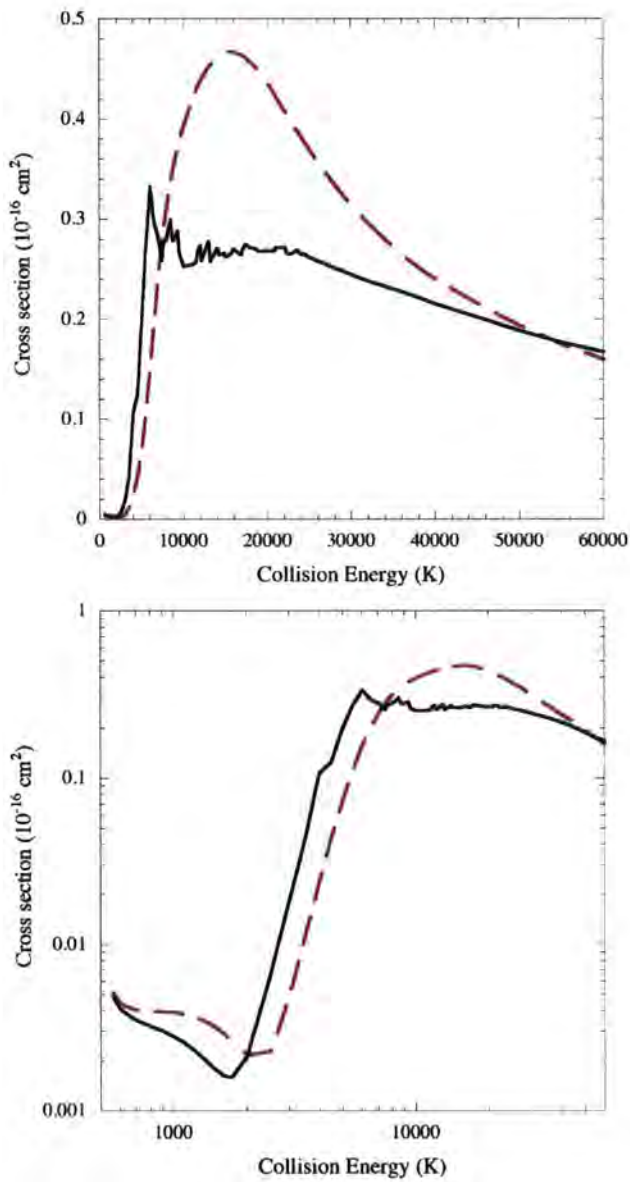 0.5
0.4
0.3
0.2
0.1
0
Cross section (10⁻¹⁶ cm²)
0 10000 20000 30000 40000 50000 60000
Collision Energy (K)
1
0.1
0.01
0.001
Cross section (10⁻¹⁶ cm²)
1000 10000
Collision Energy (K)